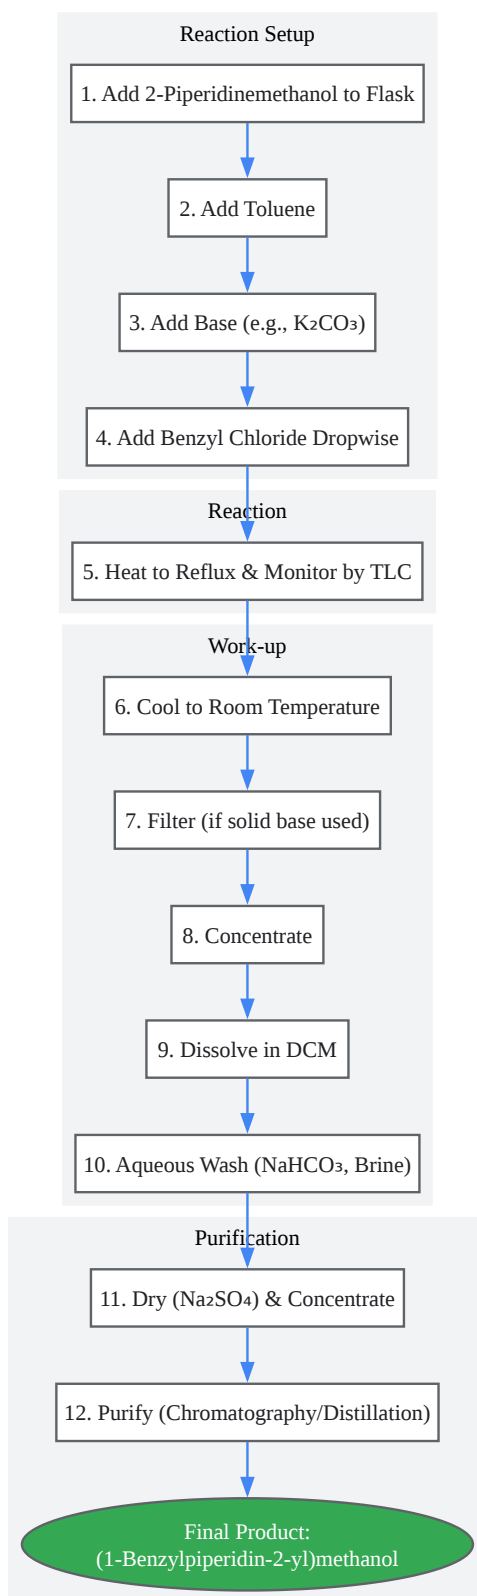 Reaction Setup
1. Add 2-Piperidinemethanol to Flask
2. Add Toluene
3. Add Base (e.g., K₂CO₃)
4. Add Benzyl Chloride Dropwise
Reaction
5. Heat to Reflux & Monitor by TLC
Work-up
6. Cool to Room Temperature
7. Filter (if solid base used)
8. Concentrate
9. Dissolve in DCM
10. Aqueous Wash (NaHCO₃, Brine)
Purification
11. Dry (Na₂SO₄) & Concentrate
12. Purify (Chromatography/Distillation)
Final Product:
(1-Benzylpiperidin-2-yl)methanol